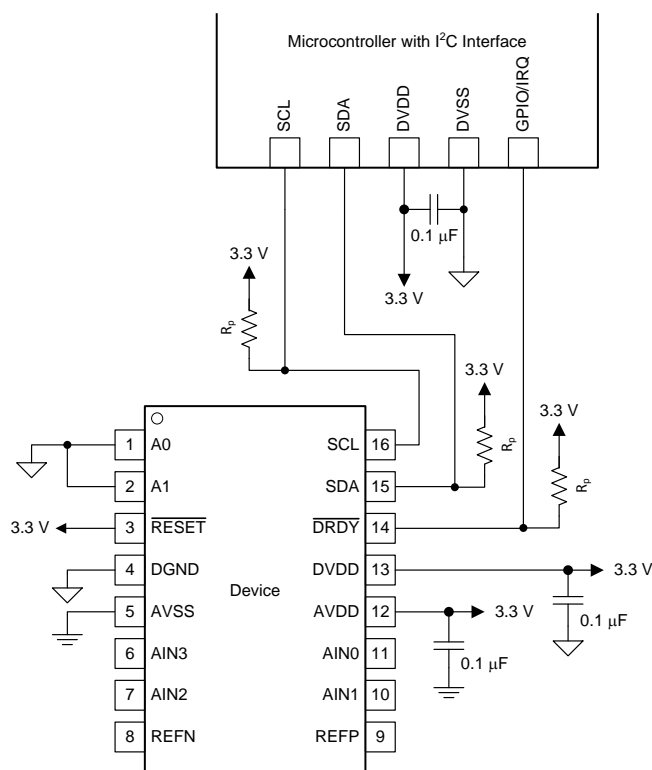 Microcontroller with I²C Interface
SCL
SDA
DVDD
DVSS
GPIO/IRQ
0.1 μF
3.3 V
3.3 V
Rp
3.3 V
Rp
3.3 V
Rp
1 A0
2 A1
3.3 V 3 RESET
4 DGND
5 AVSS
6 AIN3
7 AIN2
8 REFN
Device
SCL 16
SDA 15
DRDY 14
DVDD 13 3.3 V
AVDD 12 3.3 V
0.1 μF
0.1 μF
AIN0 11
AIN1 10
REFP 9